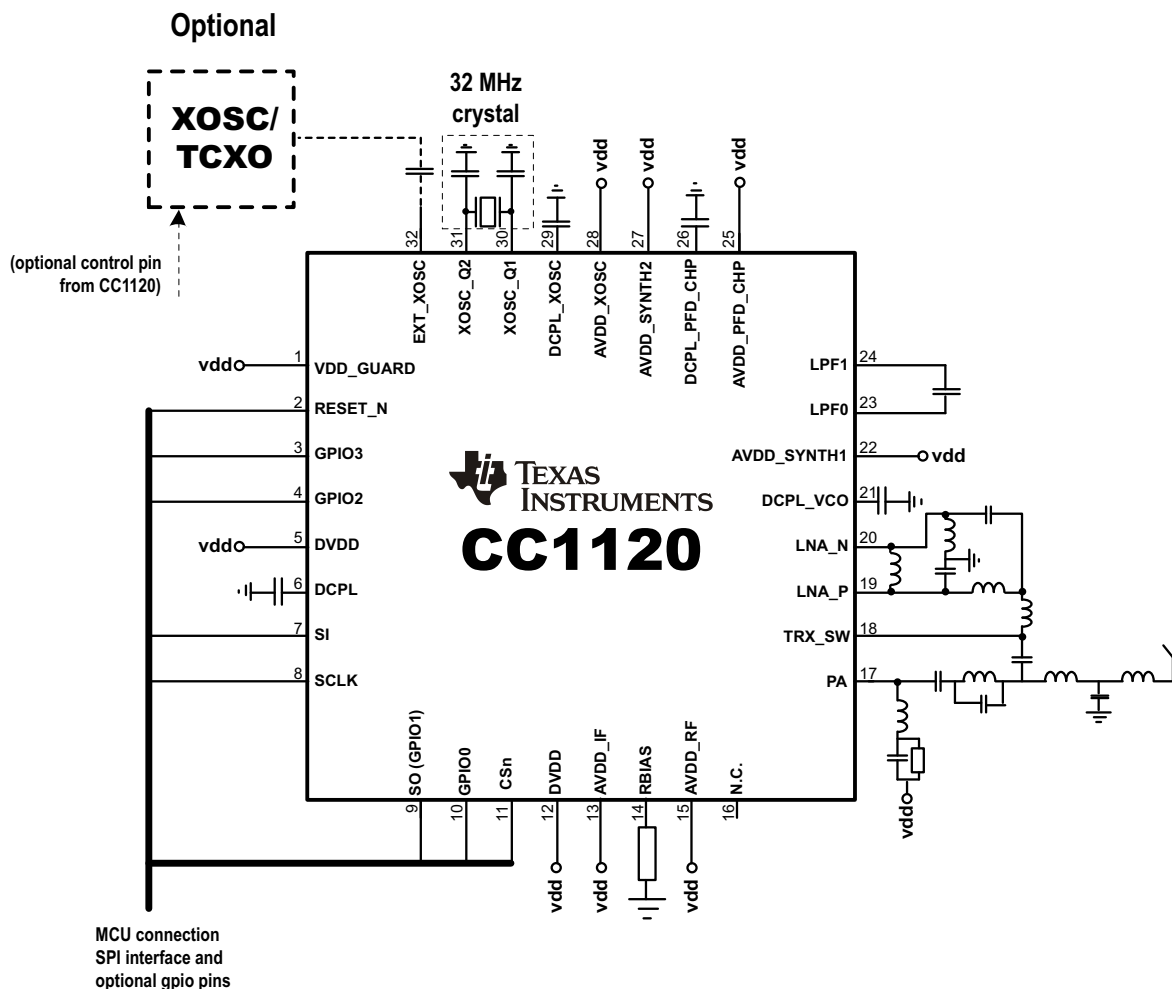 Optional
XOSC/
TCXO
32 MHz
crystal
(optional control pin
from CC1120)
vdd
vdd
vdd
32
31
30
29
28
27
26
25
EXT_XOSC
XOSC_Q2
XOSC_Q1
DCPL_XOSC
AVDD_XOSC
AVDD_SYNTH2
DCPL_PFD_CHP
AVDD_PFD_CHP
vdd 1 VDD_GUARD
2 RESET_N
3 GPIO3
4 GPIO2
vdd 5 DVDD
6 DCPL
7 SI
8 SCLK
TEXAS
INSTRUMENTS
CC1120
LPF1 24
LPF0 23
AVDD_SYNTH1 22 vdd
DCPL_VCO 21
LNA_N 20
LNA_P 19
TRX_SW 18
PA 17
vdd
SO (GPIO1)
GPIO0
CSn
DVDD
AVDD_IF
RBIAS
AVDD_RF
N.C.
9
10
11
12
13
14
15
16
vdd
vdd
vdd
MCU connection
SPI interface and
optional gpio pins